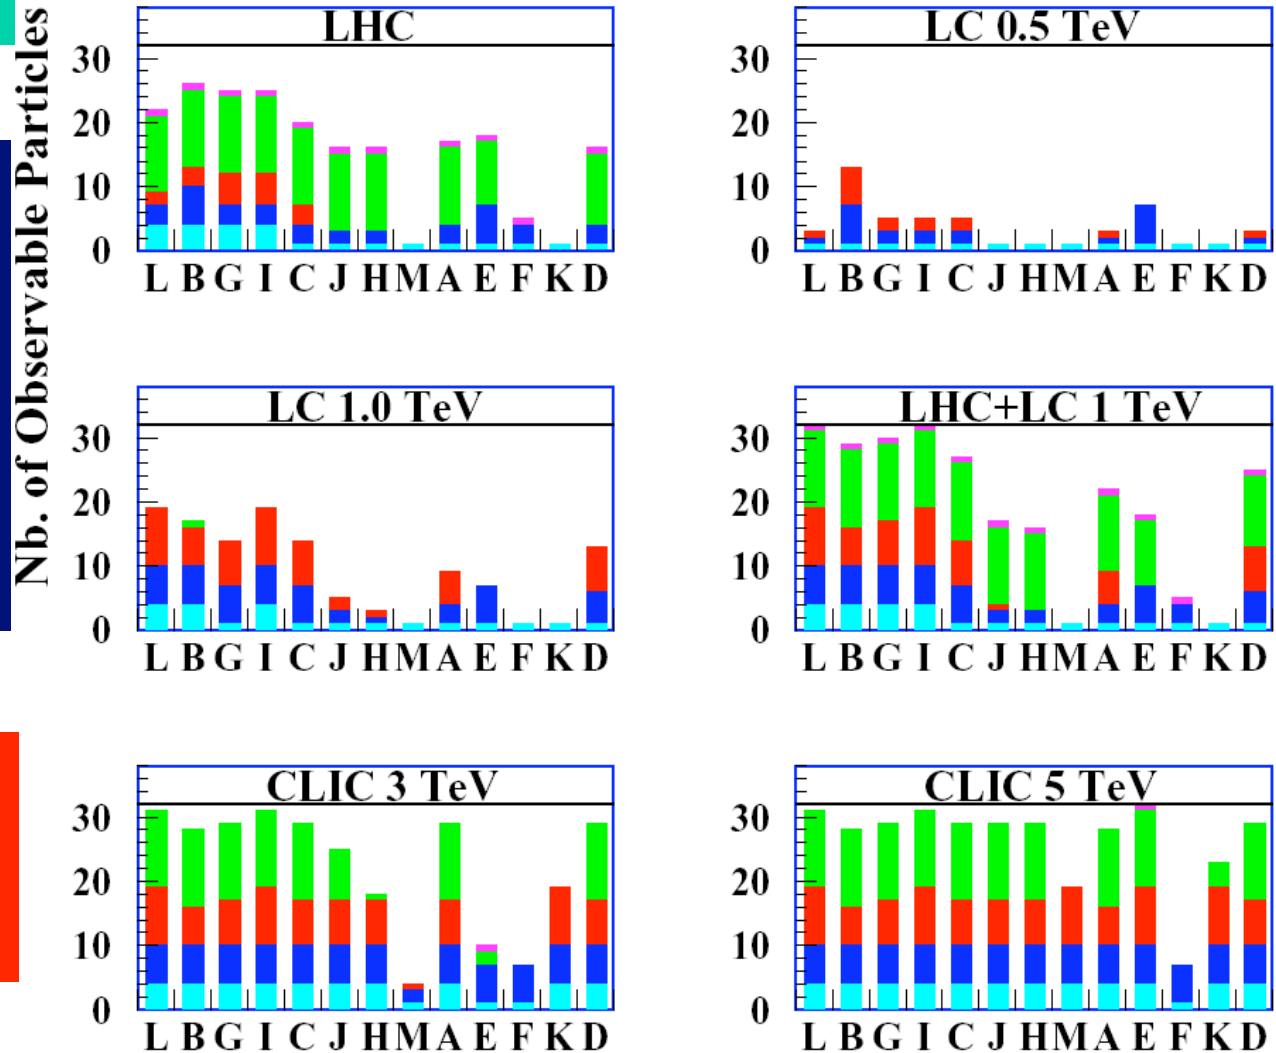 Nb. of Observable Particles
LHC
30
20
10
0
L B G I C J H M A E F K D
LC 0.5 TeV
30
20
10
0
L B G I C J H M A E F K D
LC 1.0 TeV
30
20
10
0
L B G I C J H M A E F K D
LHC+LC 1 TeV
30
20
10
0
L B G I C J H M A E F K D
CLIC 3 TeV
30
20
10
0
L B G I C J H M A E F K D
CLIC 5 TeV
30
20
10
0
L B G I C J H M A E F K D